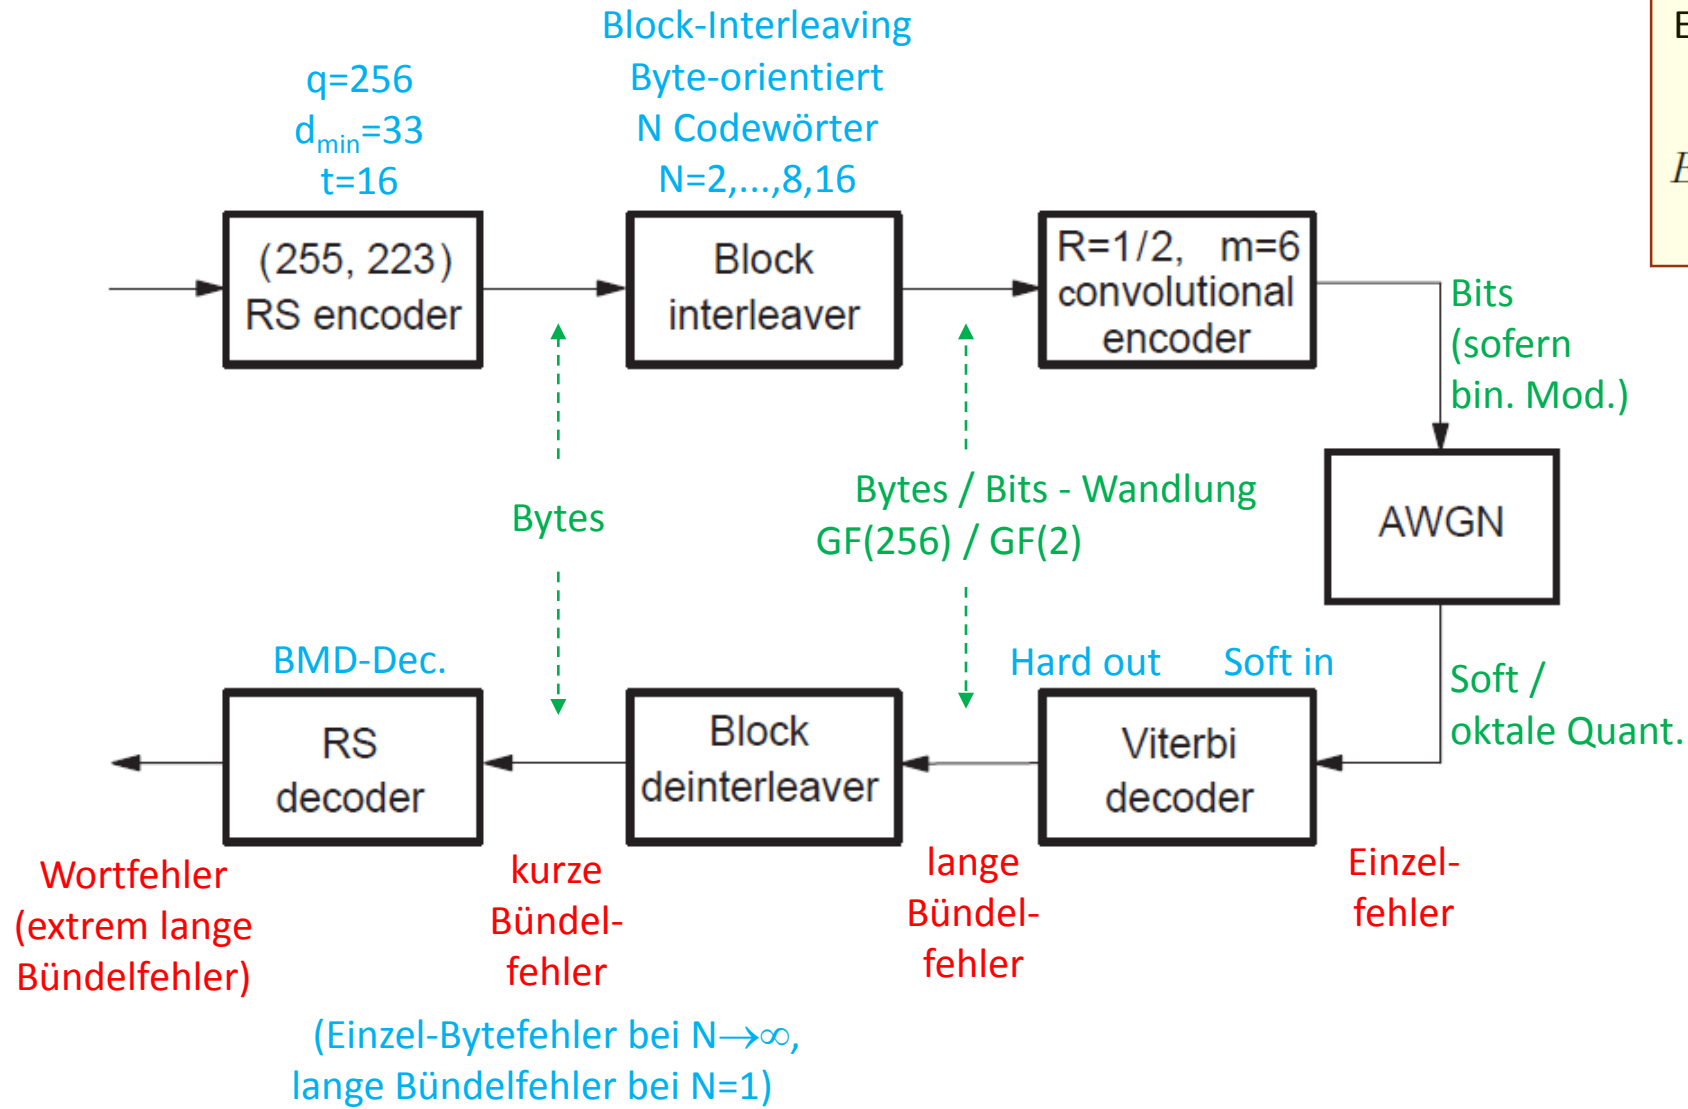 Block-Interleaving
Byte-orientiert
N Codewörter
N=2,...,8,16
q=256
dmin=33
t=16
E
E
(255, 223)
RS encoder
Block
interleaver
R=1/2, m=6
convolutional
encoder
Bits
(sofern
bin. Mod.)
Bytes
Bytes / Bits - Wandlung
GF(256) / GF(2)
AWGN
BMD-Dec.
Hard out
Soft in
Soft /
oktale Quant.
RS
decoder
Block
deinterleaver
Viterbi
decoder
Wortfehler
(extrem lange
Bündelfehler)
kurze
Bündel-
fehler
lange
Bündel-
fehler
Einzel-
fehler
(Einzel-Bytefehler bei N→∞,
lange Bündelfehler bei N=1)